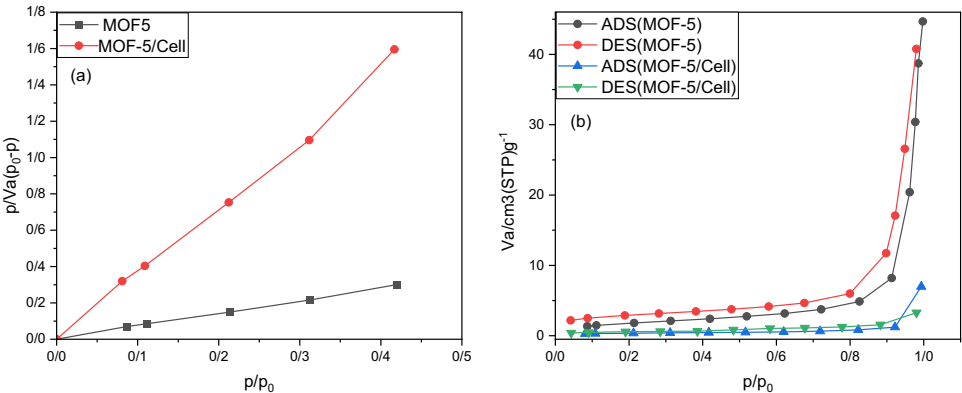 MOF5
MOF-5/Cell
(a)
p/Va(p₀-p)
1/8
1/6
1/4
1/2
1/0
0/8
0/6
0/4
0/2
0/0
0/0 0/1 0/2 0/3 0/4 0/5
p/p₀
ADS(MOF-5)
DES(MOF-5)
ADS(MOF-5/Cell)
DES(MOF-5/Cell)
(b)
Va/cm3(STP)g⁻¹
40
30
20
10
0
0/0 0/2 0/4 0/6 0/8 1/0
p/p₀